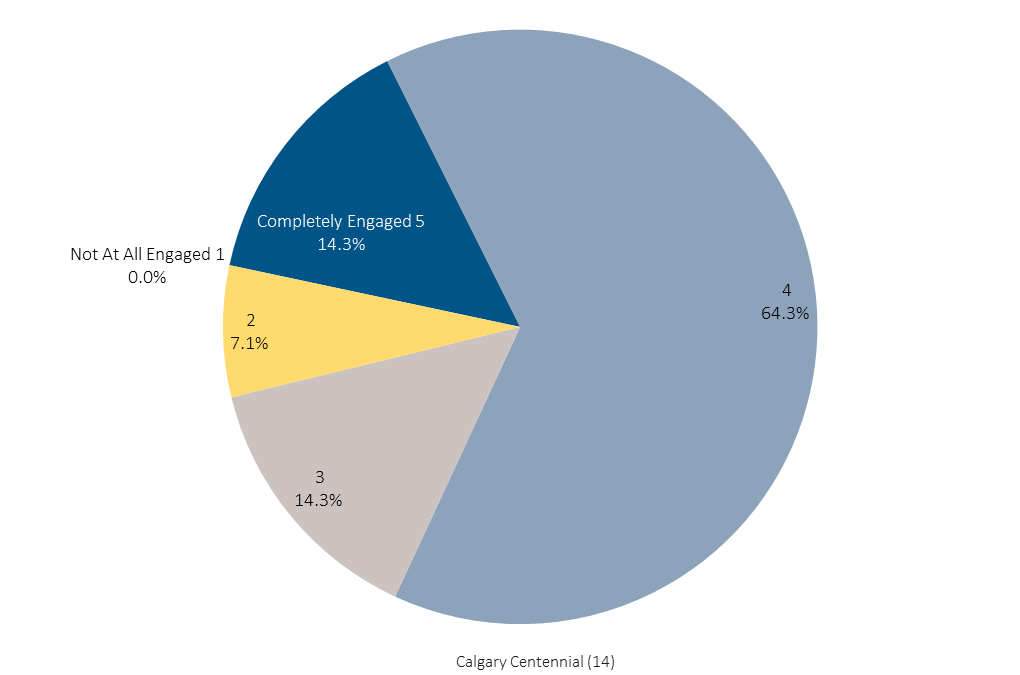 Completely Engaged 5
14.3%
Not At All Engaged 1
0.0%
4
64.3%
2
7.1%
3
14.3%
Calgary Centennial (14)